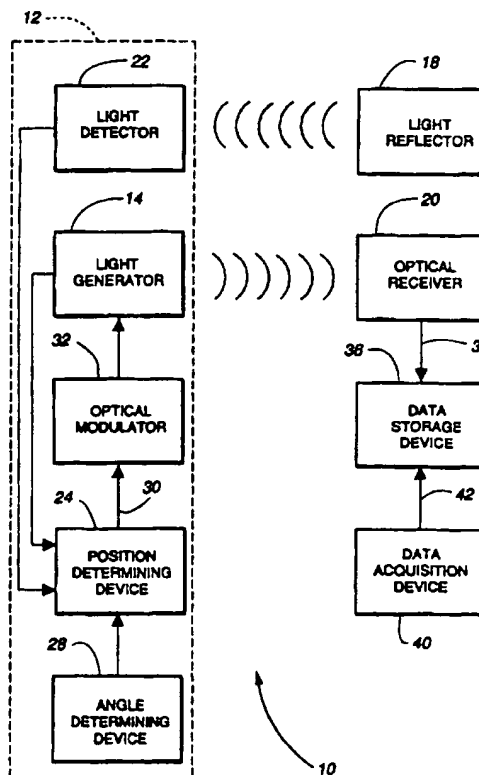 12
22
LIGHT
DETECTOR
18
LIGHT
REFLECTOR
14
LIGHT
GENERATOR
20
OPTICAL
RECEIVER
32
OPTICAL
MODULATOR
36
DATA
STORAGE
DEVICE
30
24
POSITION
DETERMINING
DEVICE
42
DATA
ACQUISITION
DEVICE
40
28
ANGLE
DETERMINING
DEVICE
10